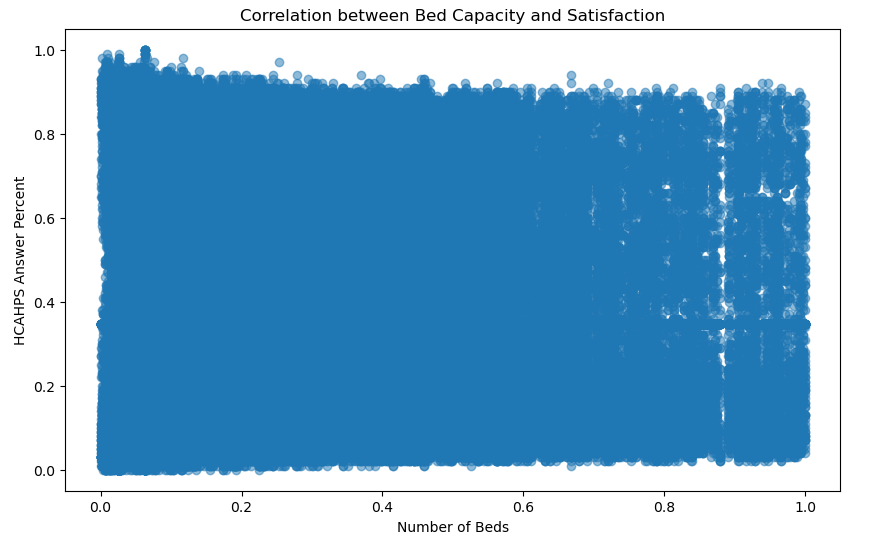 Correlation between Bed Capacity and Satisfaction
1.0
0.8
0.6
0.4
0.2
0.0
HCAHPS Answer Percent
0.0 0.2 0.4 0.6 0.8 1.0
Number of Beds